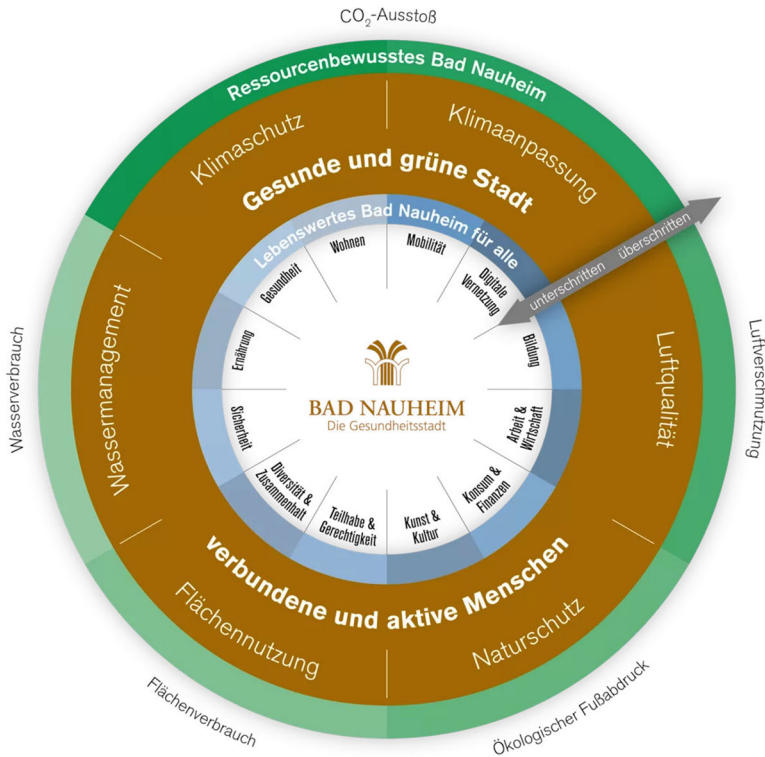 CO₂-Ausstoß
Ressourcenbewusstes Bad Nauheim
Klimaschutz
Klimaanpassung
Gesunde und grüne Stadt
Lebenswertes Bad Nauheim für alle
Wohnen
Mobilität
Gesundheit
Digitale
Vernetzung
unterschritten
überschritten
Ernährung
Bildung
Wasserverbrauch
Wassermanagement
Luftqualität
Luftverschmutzung
BAD NAUHEIM
Die Gesundheitsstadt
Sicherheit
Arbeit &
Wirtschaft
Diversität &
Zusammenhalt
Konsum &
Finanzen
Teilhabe &
Gerechtigkeit
Kunst &
Kultur
verbundene und aktive Menschen
Flächennutzung
Naturschutz
Flächenverbrauch
Ökologischer Fußabdruck